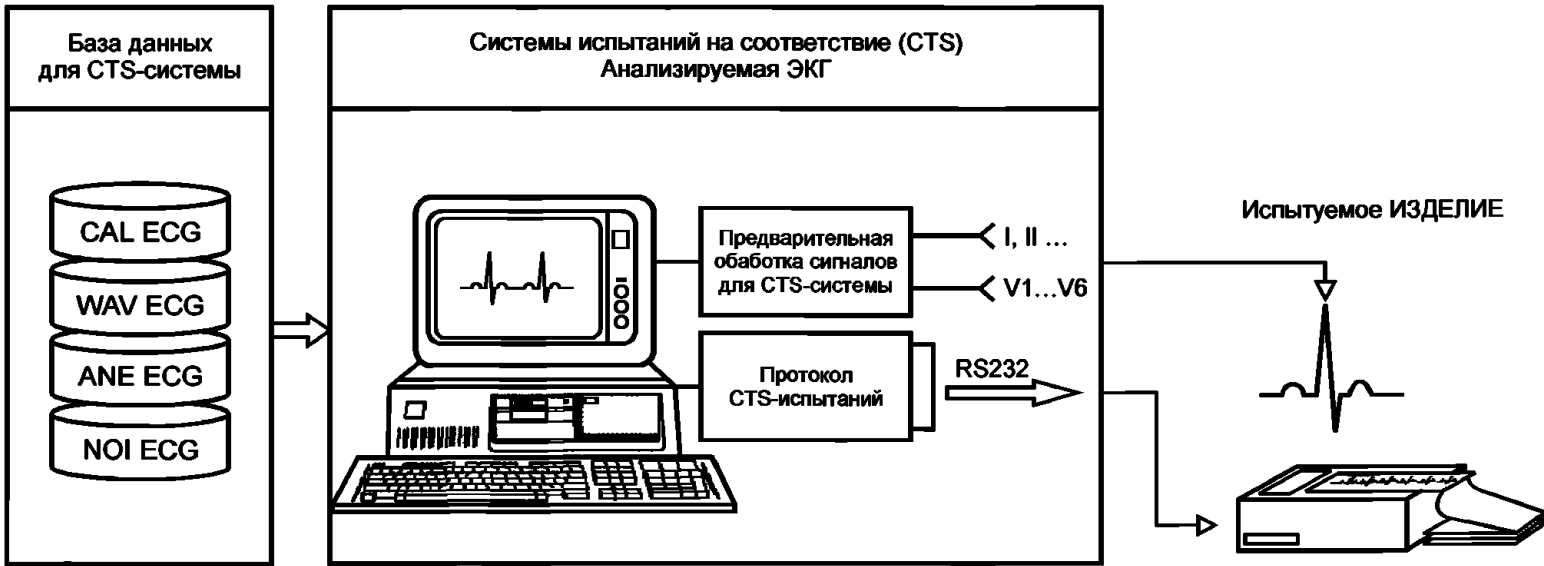 База данных
для CTS-системы
CAL ECG
WAV ECG
ANE ECG
NOI ECG
Системы испытаний на соответствие (CTS)
Анализируемая ЭКГ
Предварительная
обаботка сигналов
для CTS-системы
I, II ...
V1...V6
Протокол
CTS-испытаний
RS232
Испытуемое ИЗДЕЛИЕ